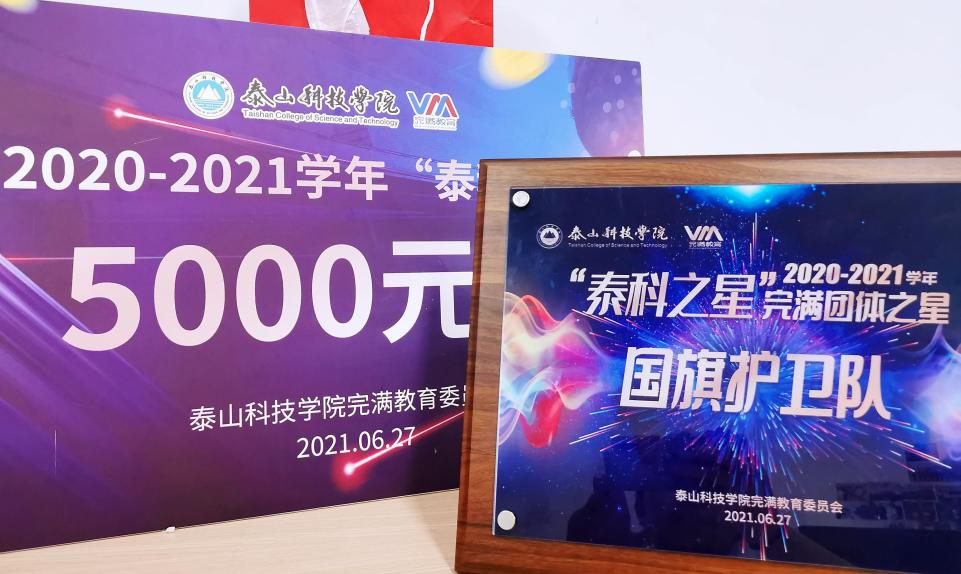 泰山科技学院
Taishan College of Science and Technology
VM
完满教育
2020-2021学年 “泰
5000元
泰山科技学院完满教育委
2021.06.27
泰山科技学院
Taishan College of Science and Technology
VM
完满教育
“泰科之星”2020-2021学年
完满团体之星
国旗护卫队
泰山科技学院完满教育委员会
2021.06.27